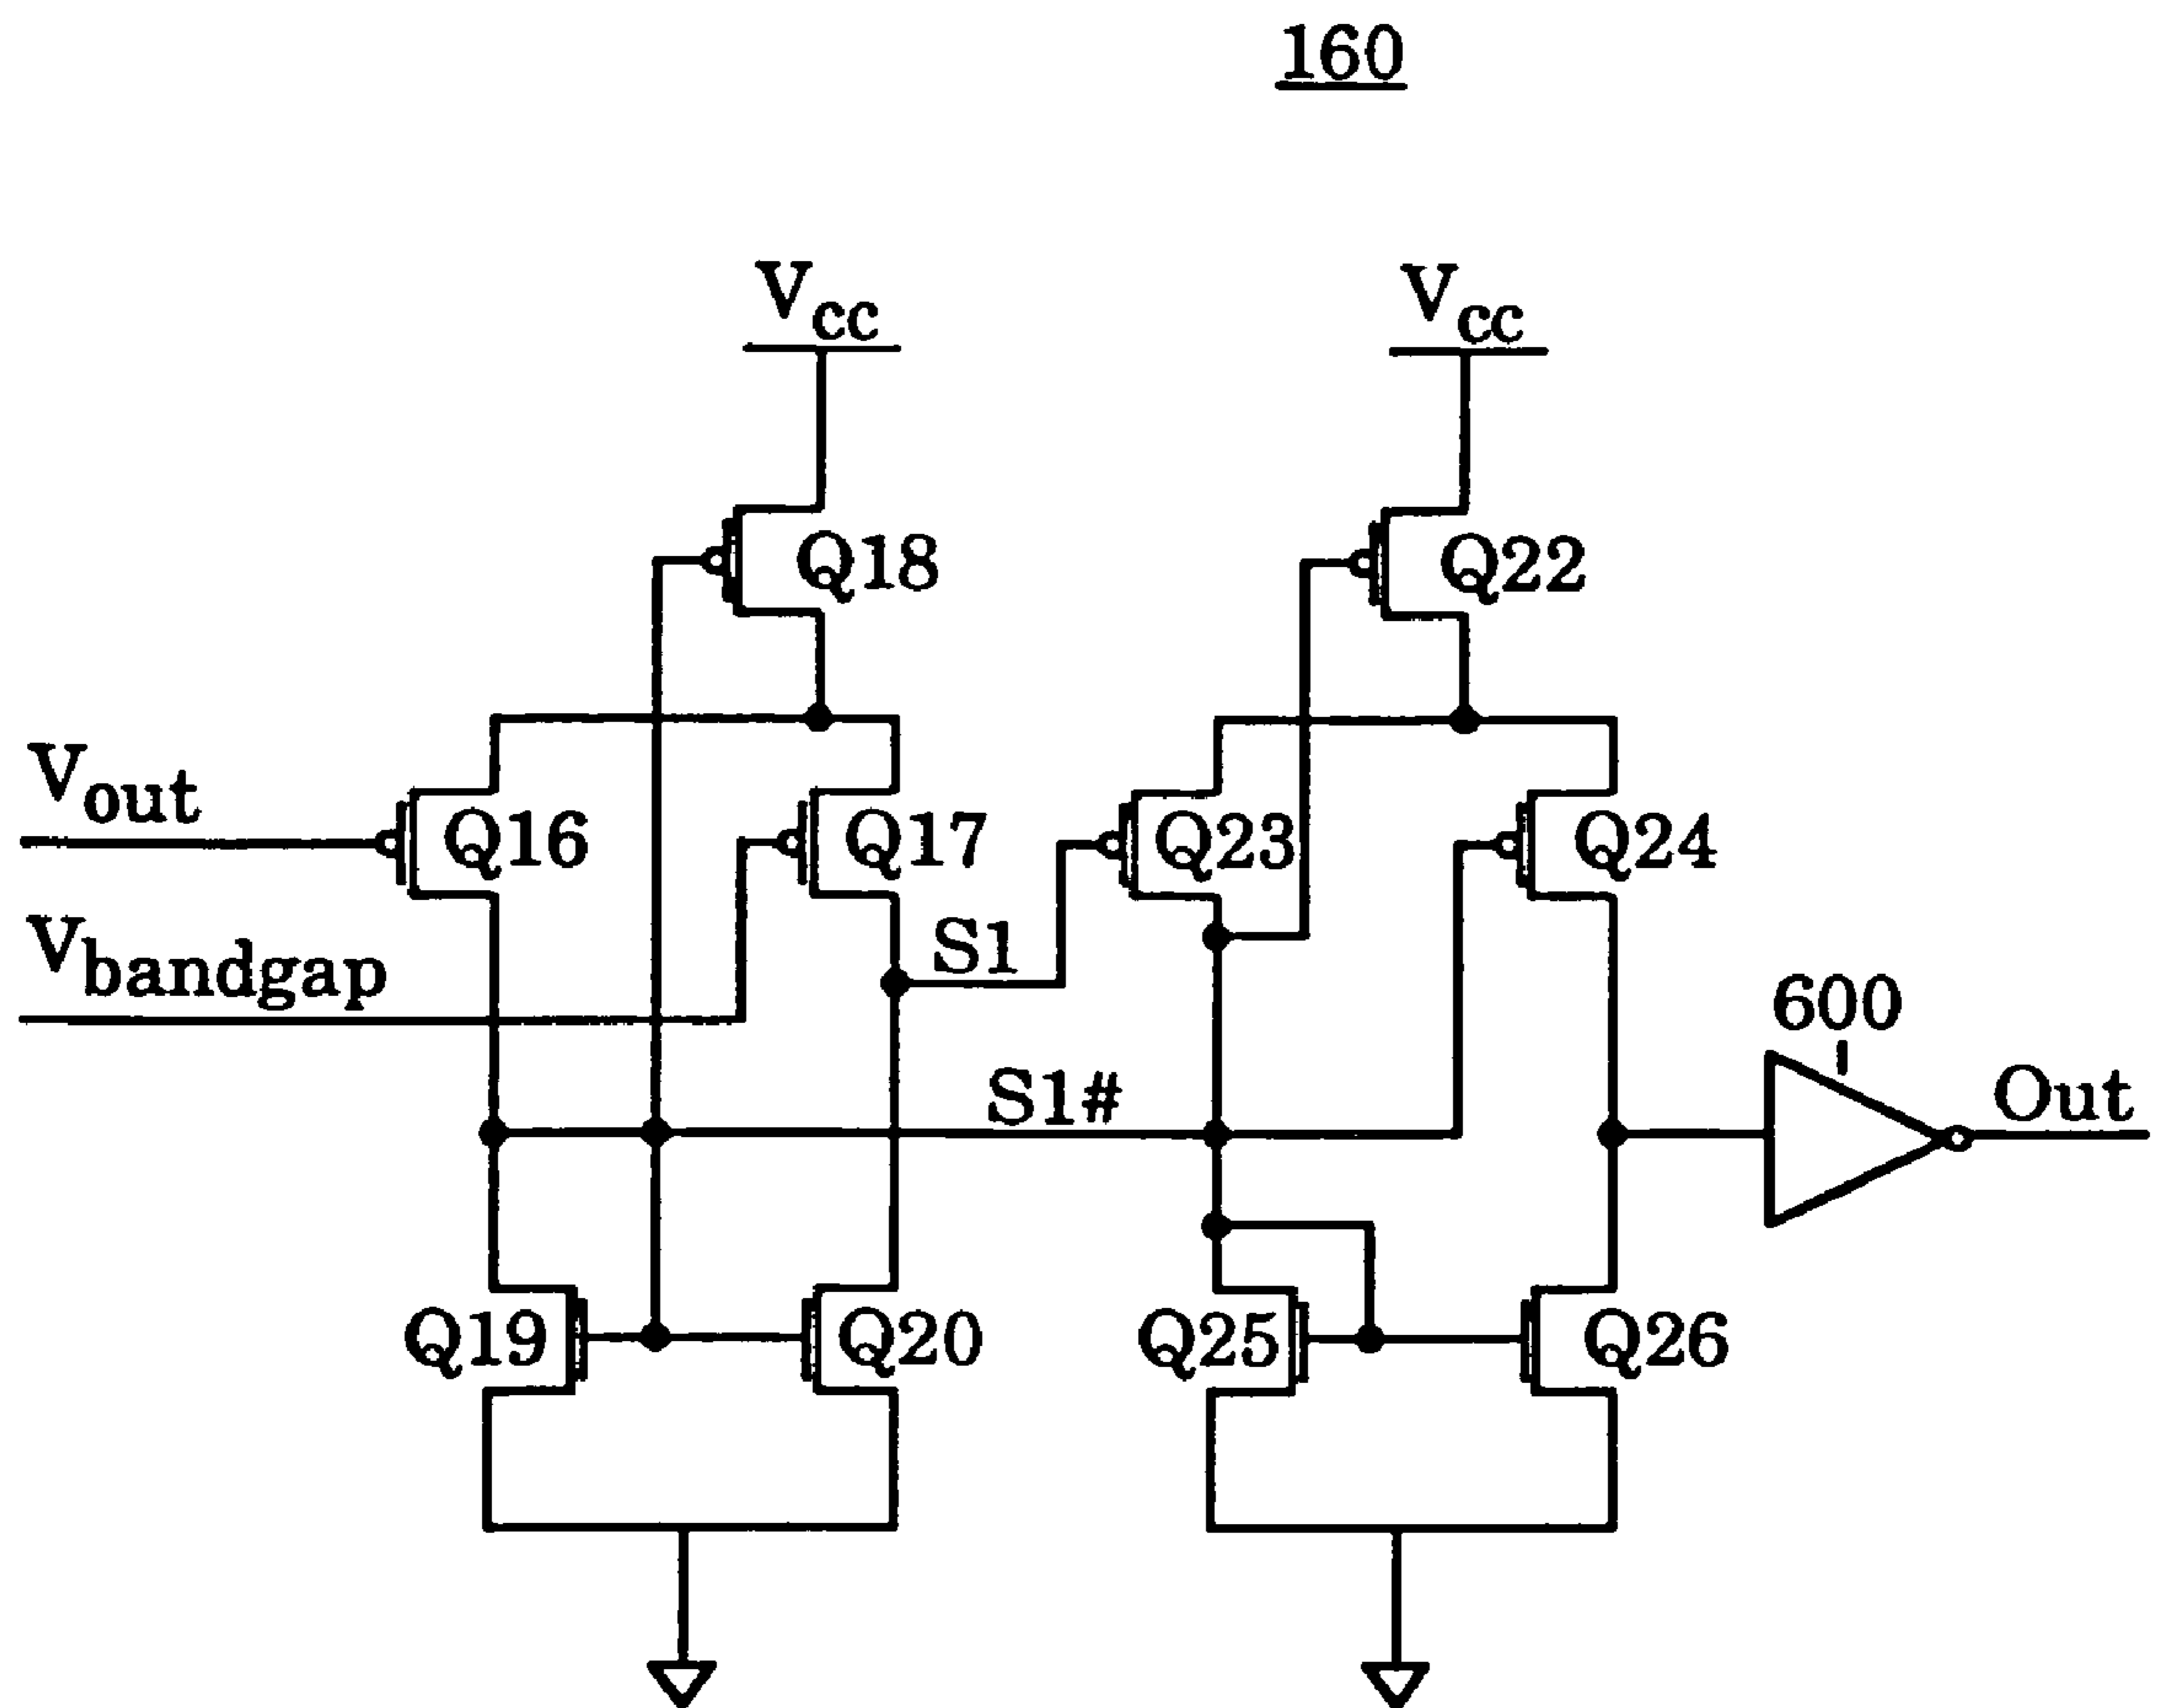 160
Vcc
Vcc
Q18
Q22
Vout
Q16
Q17
Q23
Q24
Vbandgap
S1
600
S1#
Out
Q19
Q20
Q25
Q26